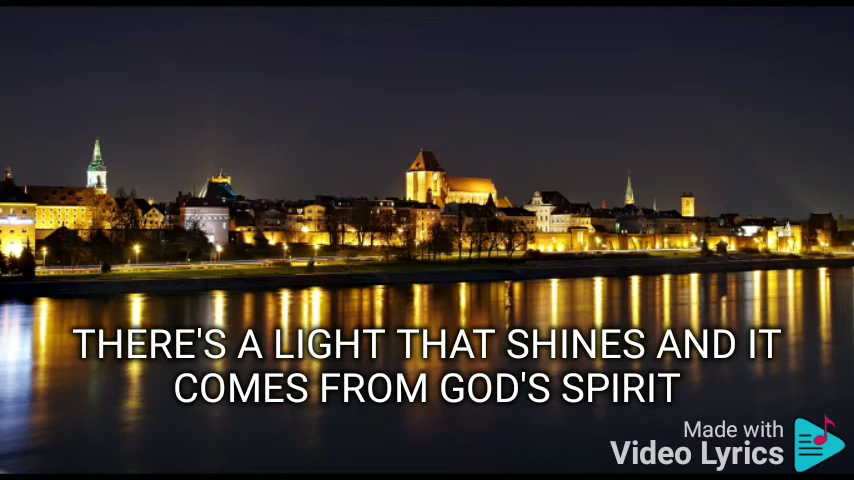 THERE'S A LIGHT THAT SHINES AND IT
COMES FROM GOD'S SPIRIT
Made with
Video Lyrics